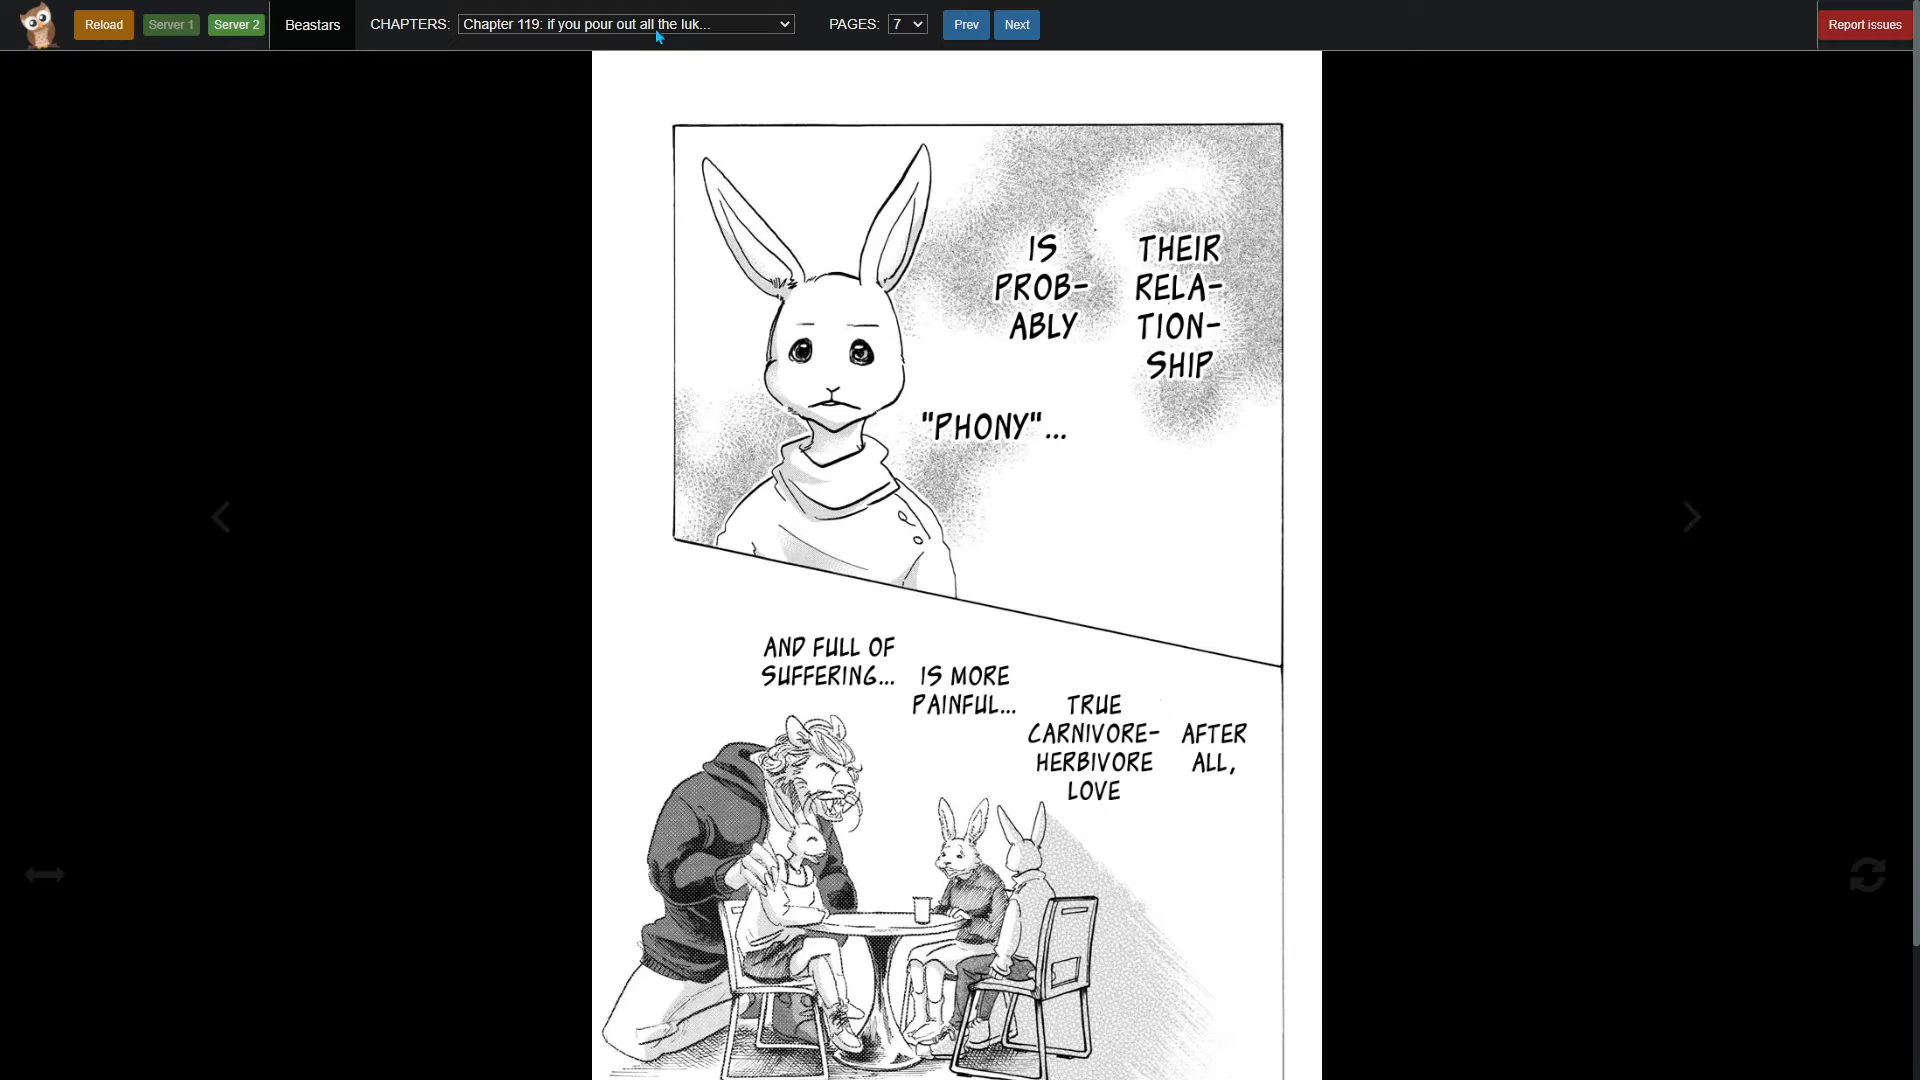 Reload
Server 1
Server 2
Beastars
CHAPTERS:
Chapter 119: if you pour out all the luk...
PAGES:
7
Prev
Next
Report issues
THEIR
RELA-
TION-
SHIP
IS
PROB-
ABLY
"PHONY"...
AFTER
ALL,
TRUE
CARNIVORE-
HERBIVORE
LOVE
IS MORE
PAINFUL...
AND FULL OF
SUFFERING...